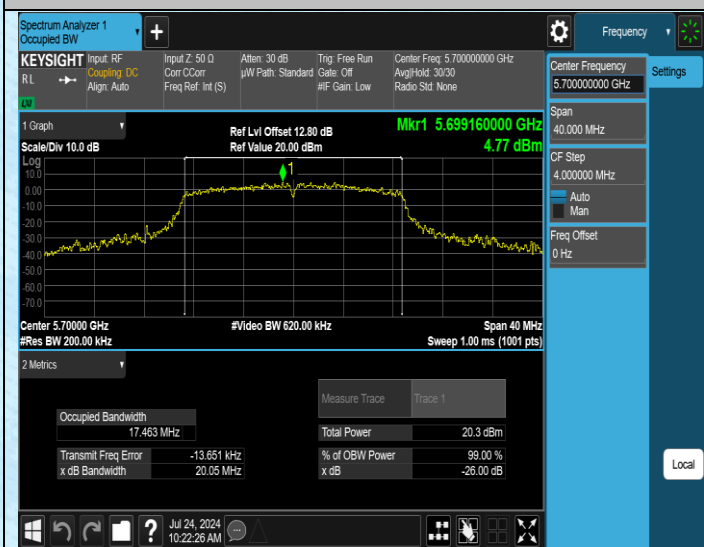 Spectrum Analyzer 1
Occupied BW
+
Frequency
KEYSIGHT
RL
LXI
Input: RF
Coupling: DC
Align: Auto
Input Z: 50 Ω
Corr CCorr
Freq Ref: Int (S)
Atten: 30 dB
µW Path: Standard
Trig: Free Run
Gate: Off
#IF Gain: Low
Center Freq: 5.700000000 GHz
Avg|Hold: 30/30
Radio Std: None
Center Frequency
5.700000000 GHz
Settings
Span
40.000 MHz
CF Step
4.000000 MHz
Auto
Man
Freq Offset
0 Hz
1 Graph
Scale/Div 10.0 dB
Ref Lvl Offset 12.80 dB
Ref Value 20.00 dBm
Mkr1 5.699160000 GHz
4.77 dBm
Log
10.0
0.00
-10.0
-20.0
-30.0
-40.0
-50.0
-60.0
-70.0
1
Center 5.70000 GHz
#Res BW 200.00 kHz
#Video BW 620.00 kHz
Span 40 MHz
Sweep 1.00 ms (1001 pts)
2 Metrics
Measure Trace
Trace 1
Occupied Bandwidth
17.463 MHz
Total Power
20.3 dBm
Transmit Freq Error
-13.651 kHz
% of OBW Power
99.00 %
x dB Bandwidth
20.05 MHz
x dB
-26.00 dB
Local
?
Jul 24, 2024
10:22:26 AM